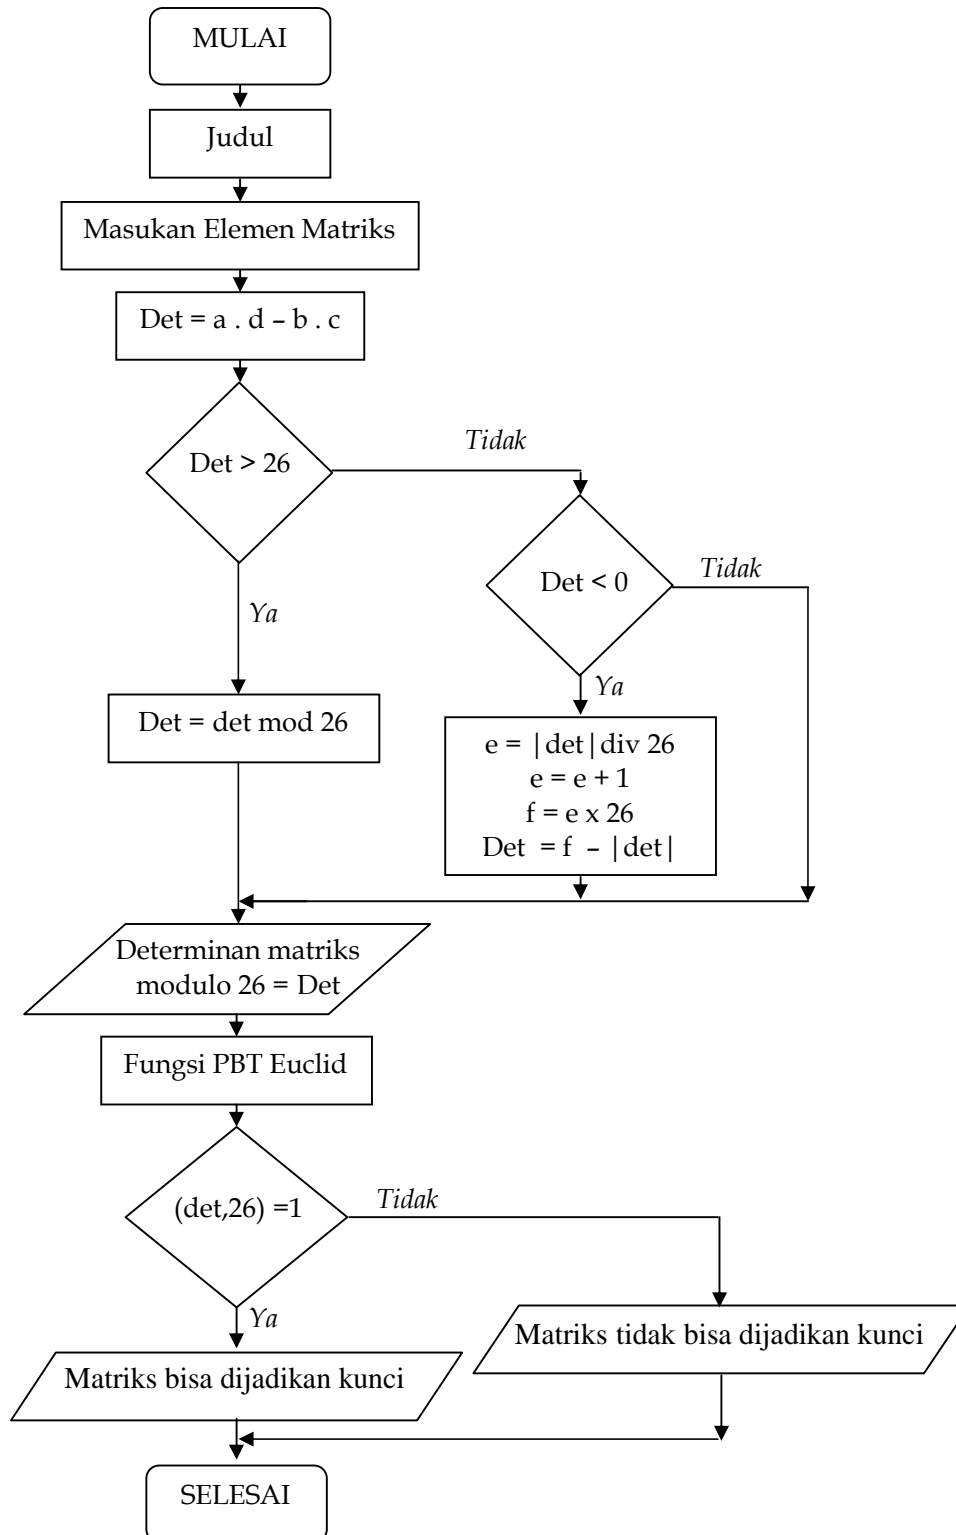 MULAI
Judul
Masukan Elemen Matriks
Det = a . d – b . c
Det > 26
Tidak
Det < 0
Tidak
Ya
Ya
Det = det mod 26
e = |det|div 26
e = e + 1
f = e x 26
Det  = f  – |det|
Determinan matriks
modulo 26 = Det
Fungsi PBT Euclid
(det,26) =1
Tidak
Ya
Matriks tidak bisa dijadikan kunci
Matriks bisa dijadikan kunci
SELESAI